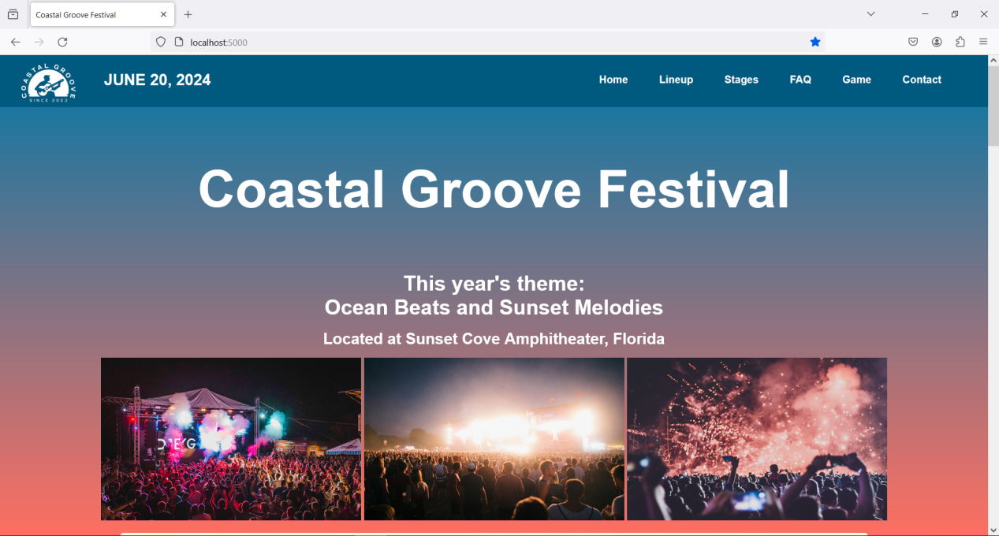 Coastal Groove Festival
localhost:5000
COASTAL GROOVE
SINCE 2023
JUNE 20, 2024
Home
Lineup
Stages
FAQ
Game
Contact
Coastal Groove Festival
This year's theme:
Ocean Beats and Sunset Melodies
Located at Sunset Cove Amphitheater, Florida